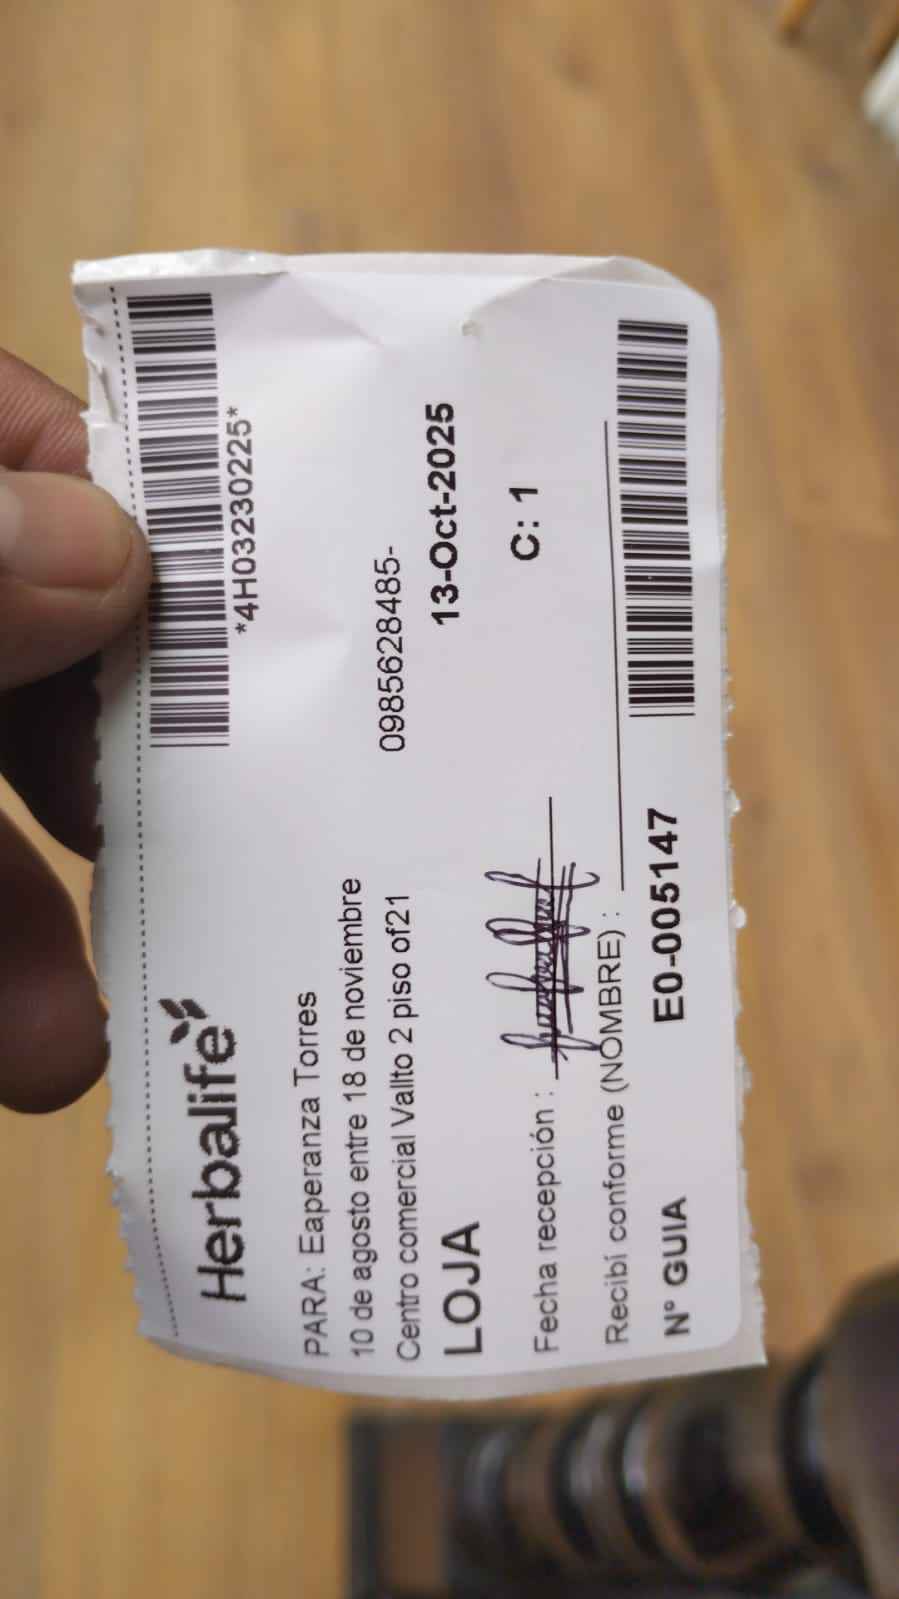 *4H03230225*
Herbalife
PARA: Eaperanza Torres
10 de agosto entre 18 de noviembre
Centro comercial Vallto 2 piso of21
0985628485-
LOJA
13-Oct-2025
C: 1
Fecha recepción :
Recibí conforme (NOMBRE) :
N° GUIA E0-005147